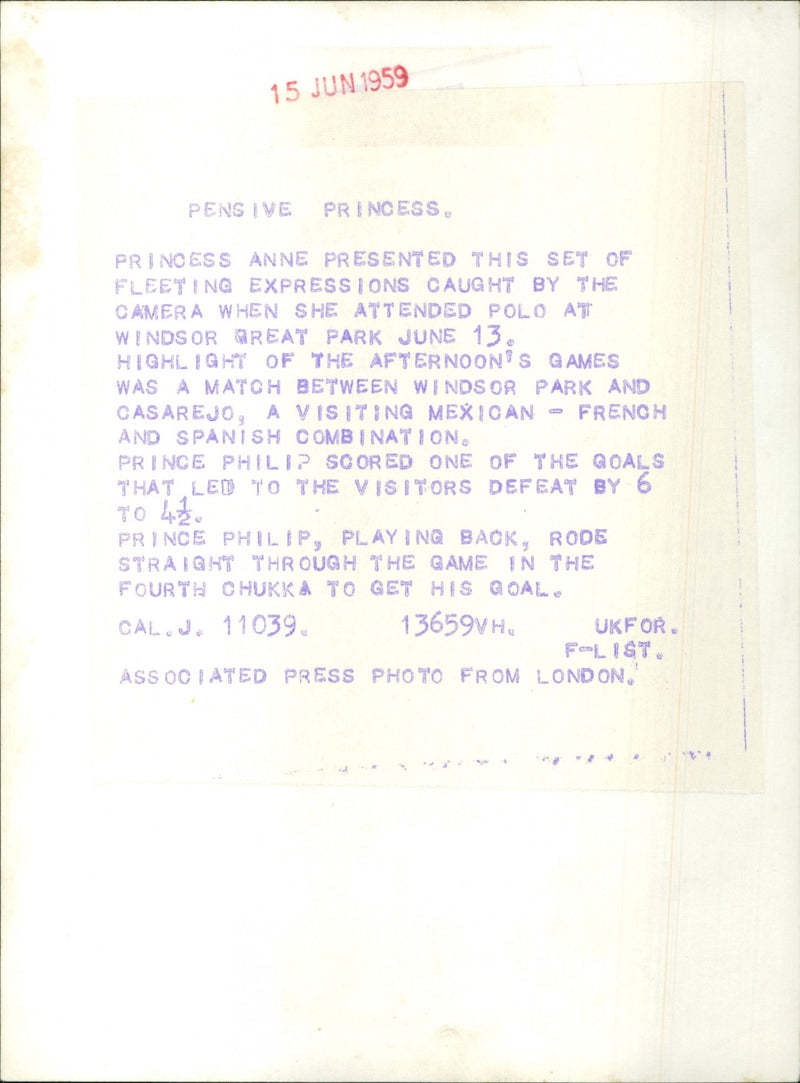 15 JUN 1959
PENSIVE PRINCESS.
PRINCESS ANNE PRESENTED THIS SET OF
FLEETING EXPRESSIONS CAUGHT BY THE
CAMERA WHEN SHE ATTENDED POLO AT
WINDSOR GREAT PARK JUNE 13.
HIGHLIGHT OF THE AFTERNOON'S GAMES
WAS A MATCH BETWEEN WINDSOR PARK AND
CASAREJO, A VISITING MEXICAN - FRENCH
AND SPANISH COMBINATION.
PRINCE PHILIP SCORED ONE OF THE GOALS
THAT LED TO THE VISITORS DEFEAT BY 6
TO 4½.
PRINCE PHILIP, PLAYING BACK, RODE
STRAIGHT THROUGH THE GAME IN THE
FOURTH CHUKKA TO GET HIS GOAL.
CAL.J. 11039. 13659VH. UKFOR.
F-LIST.
ASSOCIATED PRESS PHOTO FROM LONDON.